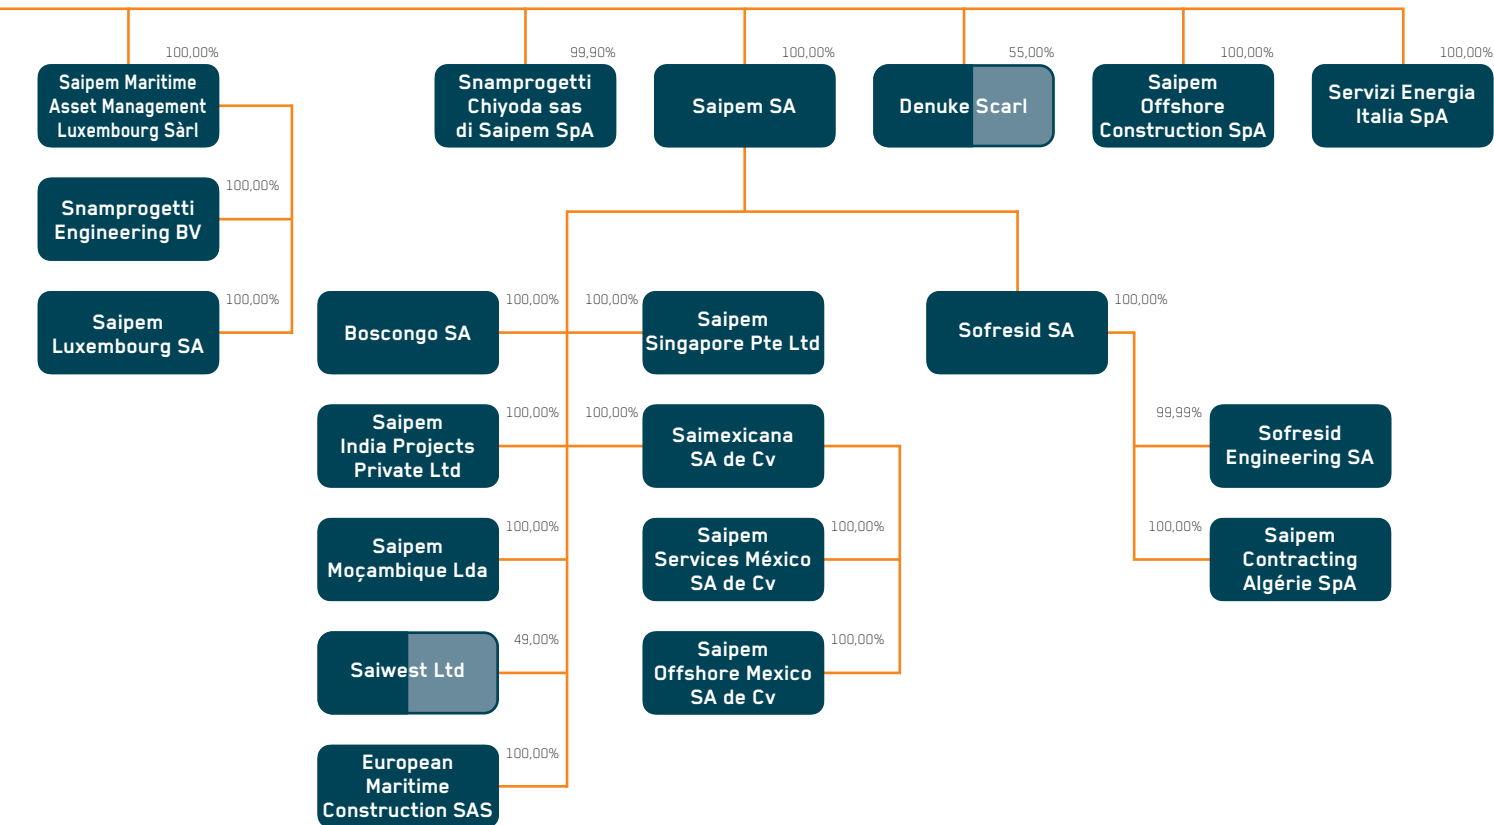 100,00%
99,90%
100,00%
55,00%
100,00%
100,00%
Saipem Maritime
Asset Management
Luxembourg Sàrl
Snamprogetti
Chiyoda sas
di Saipem SpA
Saipem SA
Denuke Scarl
Saipem
Offshore
Construction SpA
Servizi Energia
Italia SpA
100,00%
Snamprogetti
Engineering BV
100,00%
Saipem
Luxembourg SA
100,00%
Boscongo SA
100,00%
Saipem
Singapore Pte Ltd
100,00%
Sofresid SA
100,00%
Saipem
India Projects
Private Ltd
100,00%
Saimexicana
SA de Cv
99,99%
Sofresid
Engineering SA
100,00%
Saipem
Moçambique Lda
100,00%
Saipem
Services México
SA de Cv
100,00%
Saipem
Contracting
Algérie SpA
49,00%
Saiwest Ltd
100,00%
Saipem
Offshore Mexico
SA de Cv
100,00%
European
Maritime
Construction SAS